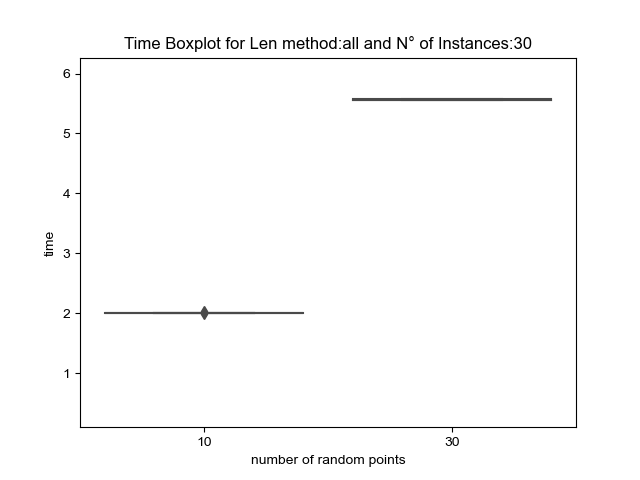 Time Boxplot for Len method:all and N° of Instances:30
6
5
4
3
2
1
time
10
30
number of random points